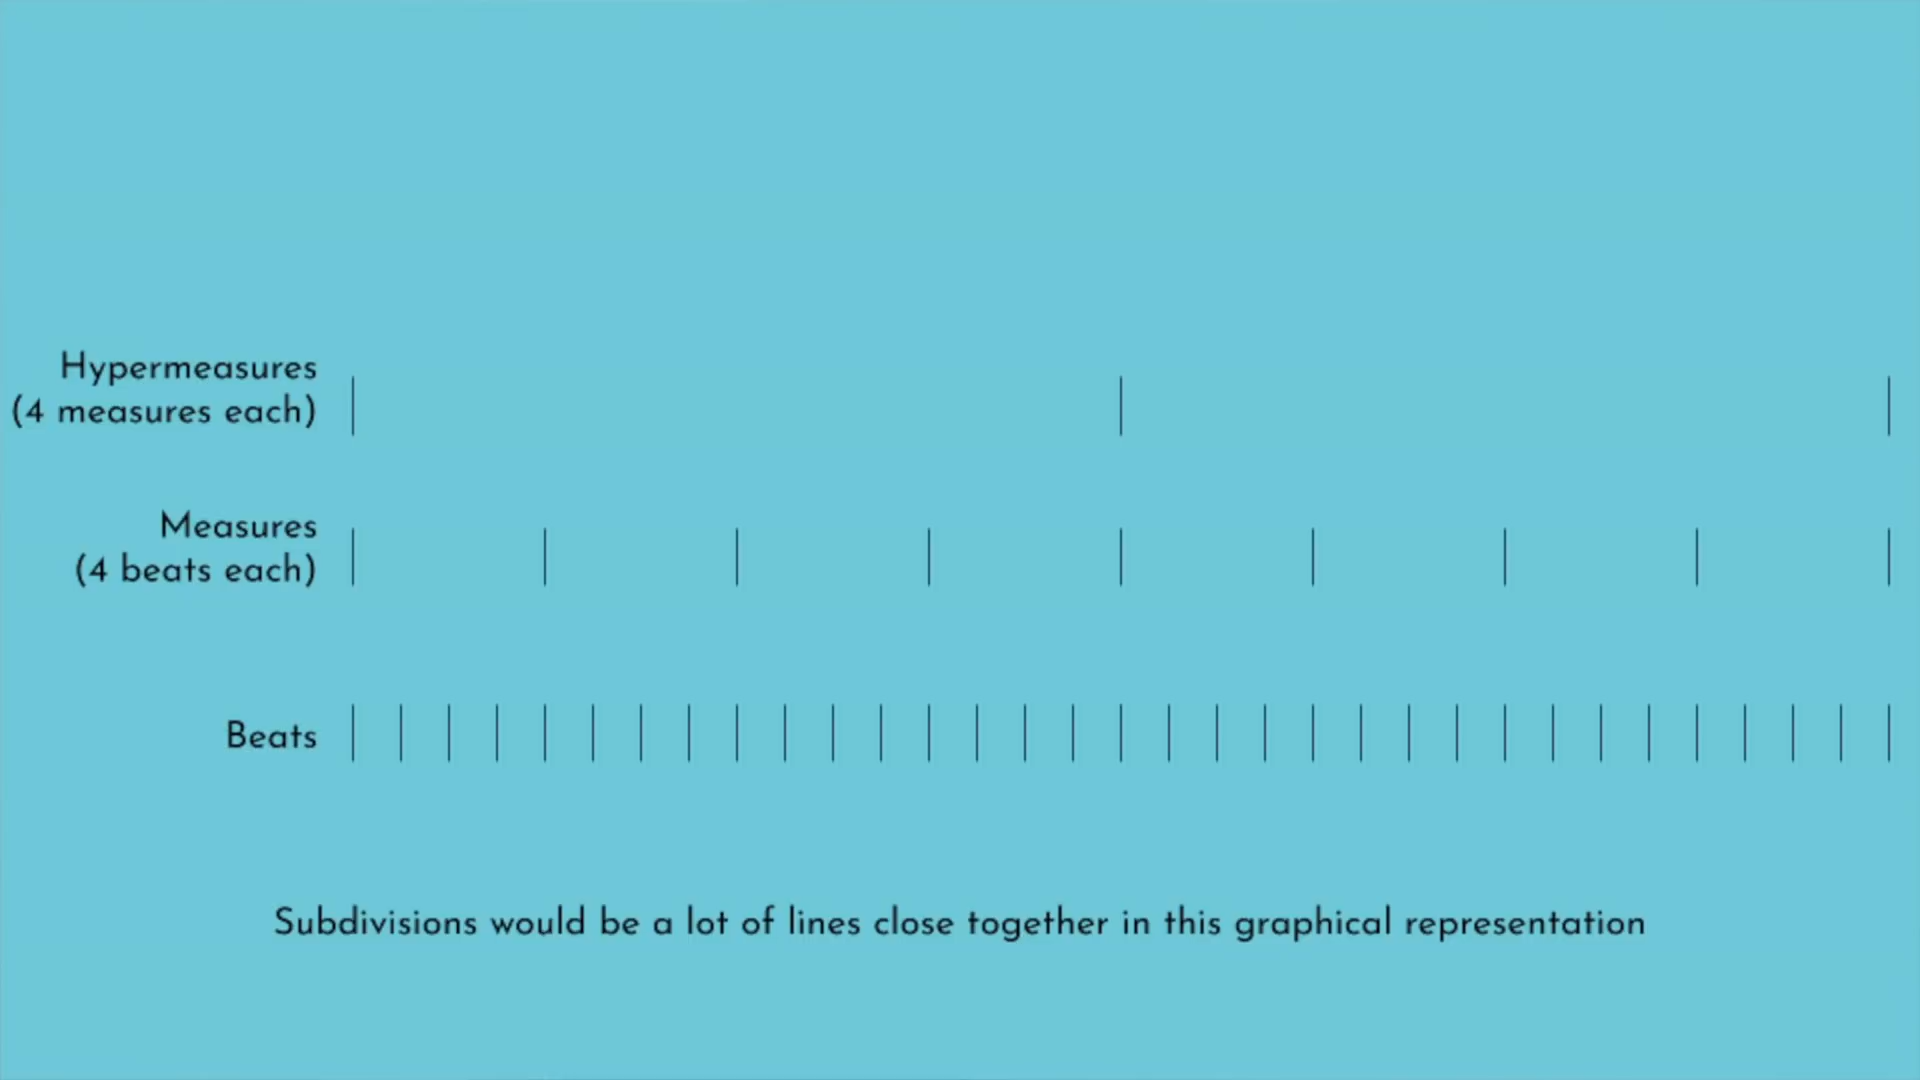 Hypermeasures
(4 measures each)
Measures
(4 beats each)
Beats
Subdivisions would be a lot of lines close together in this graphical representation